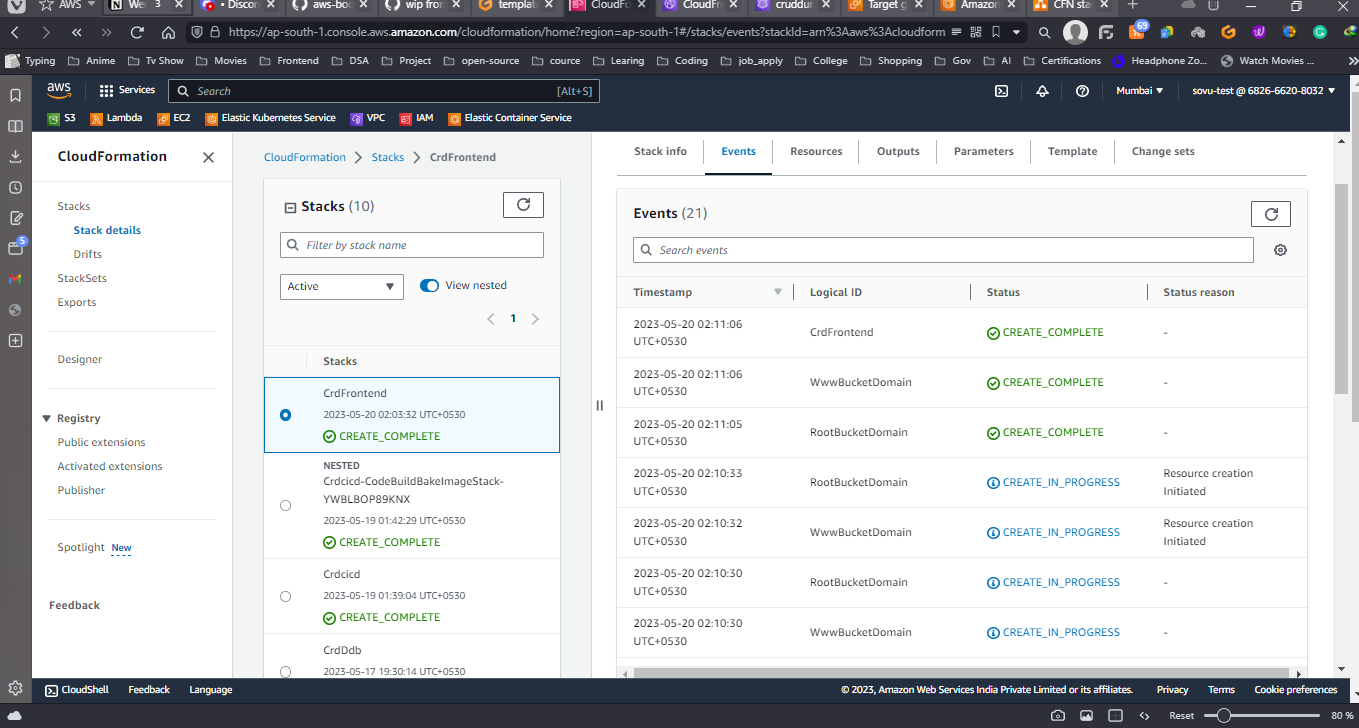 AWS
Discor
aws-boo
wip fron
templat
CloudFo
CloudFr
cruddur
Target g
Amazon
CFN sta
https://ap-south-1.console.aws.amazon.com/cloudformation/home?region=ap-south-1#/stacks/events?stackId=arn%3Aaws%3Acloudform
69
Typing
Anime
Tv Show
Movies
Frontend
DSA
Project
open-source
cource
Learing
Coding
job_apply
College
Shopping
Gov
AI
Certifications
Headphone Zo...
Watch Movies ...
aws
Services
Search
[Alt+S]
Mumbai
sovu-test @ 6826-6620-8032
S3
Lambda
EC2
Elastic Kubernetes Service
VPC
IAM
Elastic Container Service
5
CloudFormation
Stacks
Stack details
Drifts
StackSets
Exports
Designer
Registry
Public extensions
Activated extensions
Publisher
Spotlight New
Feedback
CloudFormation
Stacks
CrdFrontend
Stacks (10)
Filter by stack name
Active
View nested
1
Stacks
CrdFrontend
2023-05-20 02:03:32 UTC+0530
CREATE_COMPLETE
NESTED
Crdcicd-CodeBuildBakeImageStack-
YWBLBOP89KNX
2023-05-19 01:42:29 UTC+0530
CREATE_COMPLETE
Crdcicd
2023-05-19 01:39:04 UTC+0530
CREATE_COMPLETE
CrdDdb
2023-05-17 19:30:14 UTC+0530
Stack info
Events
Resources
Outputs
Parameters
Template
Change sets
Events (21)
Search events
Timestamp
Logical ID
Status
Status reason
2023-05-20 02:11:06
UTC+0530
CrdFrontend
CREATE_COMPLETE
-
2023-05-20 02:11:06
UTC+0530
WwwBucketDomain
CREATE_COMPLETE
-
2023-05-20 02:11:05
UTC+0530
RootBucketDomain
CREATE_COMPLETE
-
2023-05-20 02:10:33
UTC+0530
RootBucketDomain
CREATE_IN_PROGRESS
Resource creation
Initiated
2023-05-20 02:10:32
UTC+0530
WwwBucketDomain
CREATE_IN_PROGRESS
Resource creation
Initiated
2023-05-20 02:10:30
UTC+0530
RootBucketDomain
CREATE_IN_PROGRESS
-
2023-05-20 02:10:30
UTC+0530
WwwBucketDomain
CREATE_IN_PROGRESS
-
CloudShell
Feedback
Language
© 2023, Amazon Web Services India Private Limited or its affiliates.
Privacy
Terms
Cookie preferences
Reset
80 %